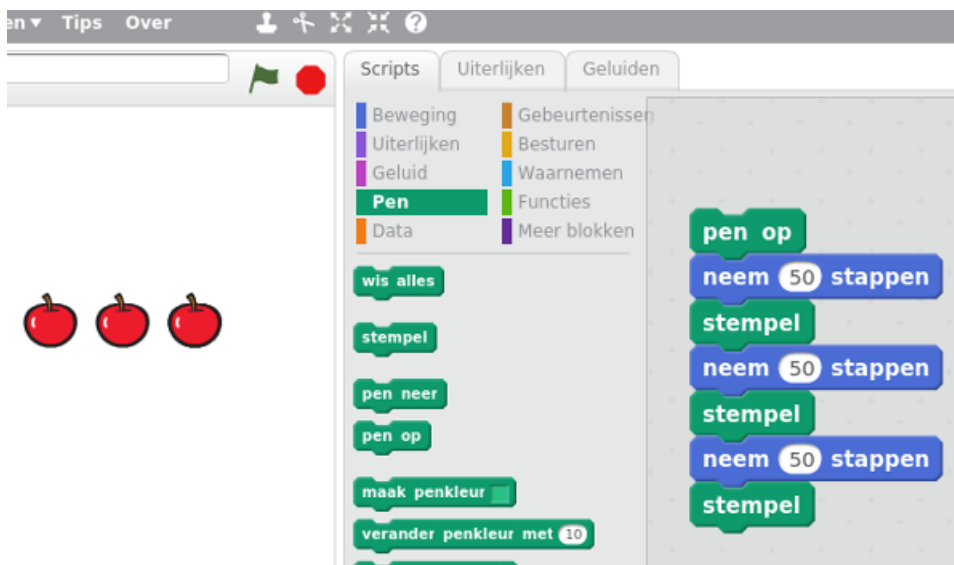 en Tips Over
Scripts Uiterlijken Geluiden
Beweging Gebeurtenissen
Uiterlijken Besturen
Geluid Waarnemen
Pen Functies
Data Meer blokken
wis alles
stempel
pen neer
pen op
maak penkleur
verander penkleur met 10
pen op
neem 50 stappen
stempel
neem 50 stappen
stempel
neem 50 stappen
stempel